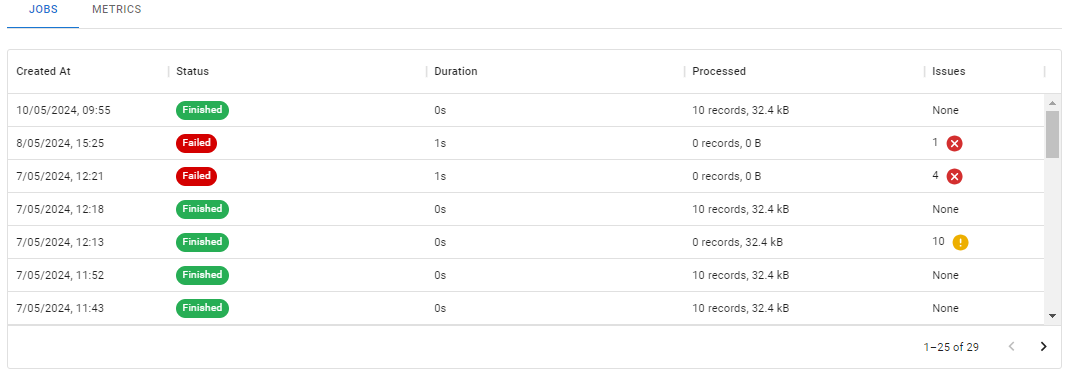 JOBS METRICS
Created At Status Duration Processed Issues
10/05/2024, 09:55 Finished 0s 10 records, 32.4 kB None
8/05/2024, 15:25 Failed 1s 0 records, 0 B 1
7/05/2024, 12:21 Failed 1s 0 records, 0 B 4
7/05/2024, 12:18 Finished 0s 10 records, 32.4 kB None
7/05/2024, 12:13 Finished 0s 0 records, 32.4 kB 10
7/05/2024, 11:52 Finished 0s 10 records, 32.4 kB None
7/05/2024, 11:43 Finished 0s 10 records, 32.4 kB None
1–25 of 29